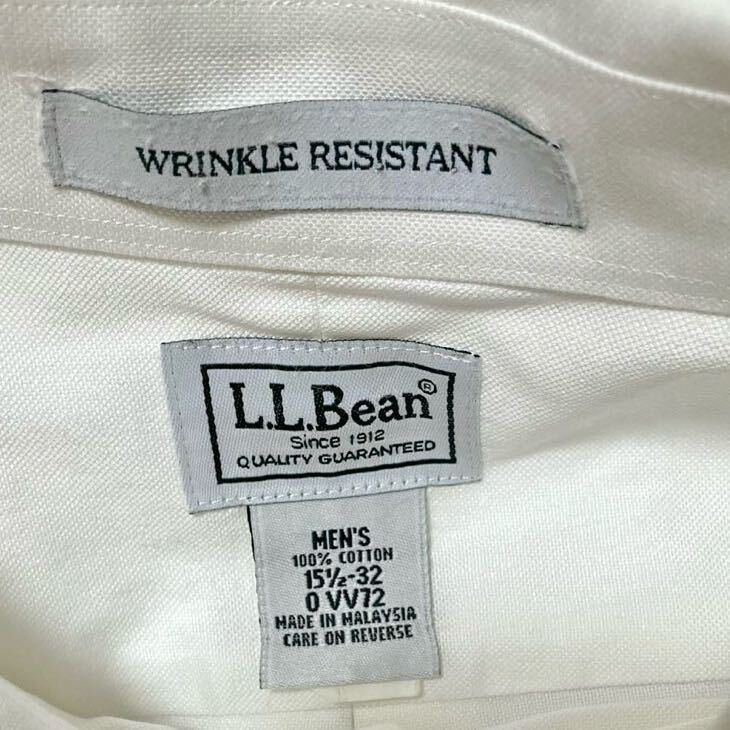 WRINKLE RESISTANT
L.L.Bean®
Since 1912
QUALITY GUARANTEED
MEN'S
100% COTTON
15½-32
0 VV72
MADE IN MALAYSIA
CARE ON REVERSE